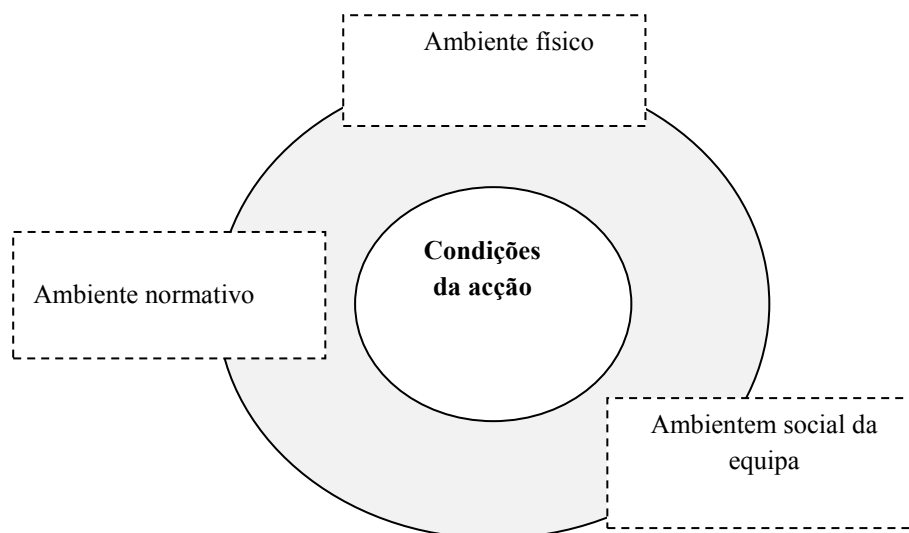 Ambiente físico
Condições
da acção
Ambiente normativo
Ambientem social da
equipa